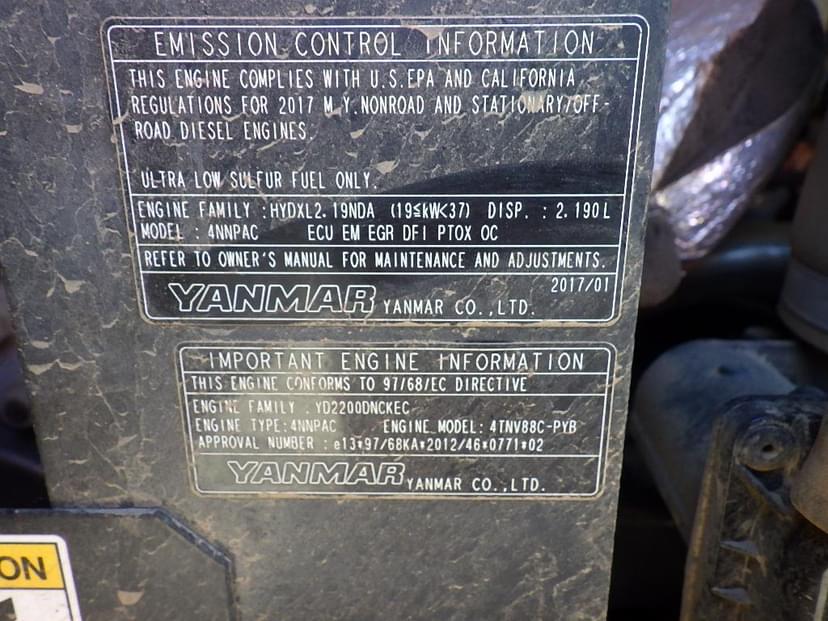 EMISSION CONTROL INFORMATION
THIS ENGINE COMPLIES WITH U.S.EPA AND CALIFORNIA
REGULATIONS FOR 2017 M.Y.NONROAD AND STATIONARY/OFF-
ROAD DIESEL ENGINES.
ULTRA LOW SULFUR FUEL ONLY.
ENGINE FAMILY :HYDXL2.19NDA (19≦kW<37) DISP. : 2.190L
MODEL : 4NNPAC ECU EM EGR DFI PTOX OC
REFER TO OWNER'S MANUAL FOR MAINTENANCE AND ADJUSTMENTS.
2017/01
YANMAR YANMAR CO.,LTD.
IMPORTANT ENGINE INFORMATION
THIS ENGINE CONFORMS TO 97/68/EC DIRECTIVE
ENGINE FAMILY : YD2200DNCKEC
ENGINE TYPE:4NNPAC ENGINE MODEL: 4TNV88C-PYB
APPROVAL NUMBER : e13*97/68KA*2012/46*0771*02
YANMAR YANMAR CO.,LTD.
ON